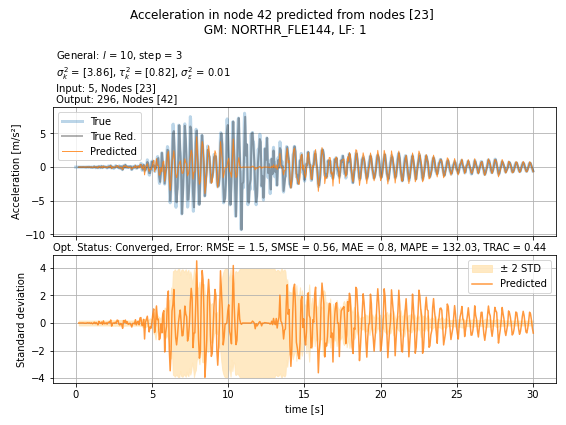 Acceleration in node 42 predicted from nodes [23]
GM: NORTHR_FLE144, LF: 1
General: l = 10, step = 3
σ²ₖ = [3.86], τ²ₖ = [0.82], σ²ε = 0.01
Input: 5, Nodes [23]
Output: 296, Nodes [42]
True
True Red.
Predicted
Acceleration [m/s²]
5
0
−5
−10
Opt. Status: Converged, Error: RMSE = 1.5, SMSE = 0.56, MAE = 0.8, MAPE = 132.03, TRAC = 0.44
± 2 STD
Predicted
Standard deviation
4
2
0
−2
−4
0 5 10 15 20 25 30
time [s]